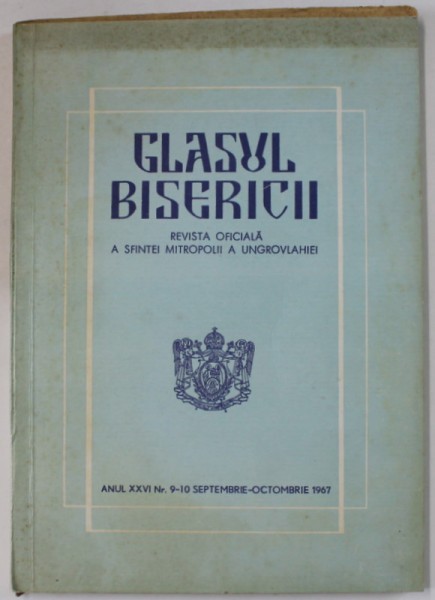 GLASUL
BISERICII
REVISTA OFICIALĂ
A SFINTEI MITROPOLII A UNGROVLAHIEI
ANUL XXVI Nr. 9-10 SEPTEMBRIE-OCTOMBRIE 1967